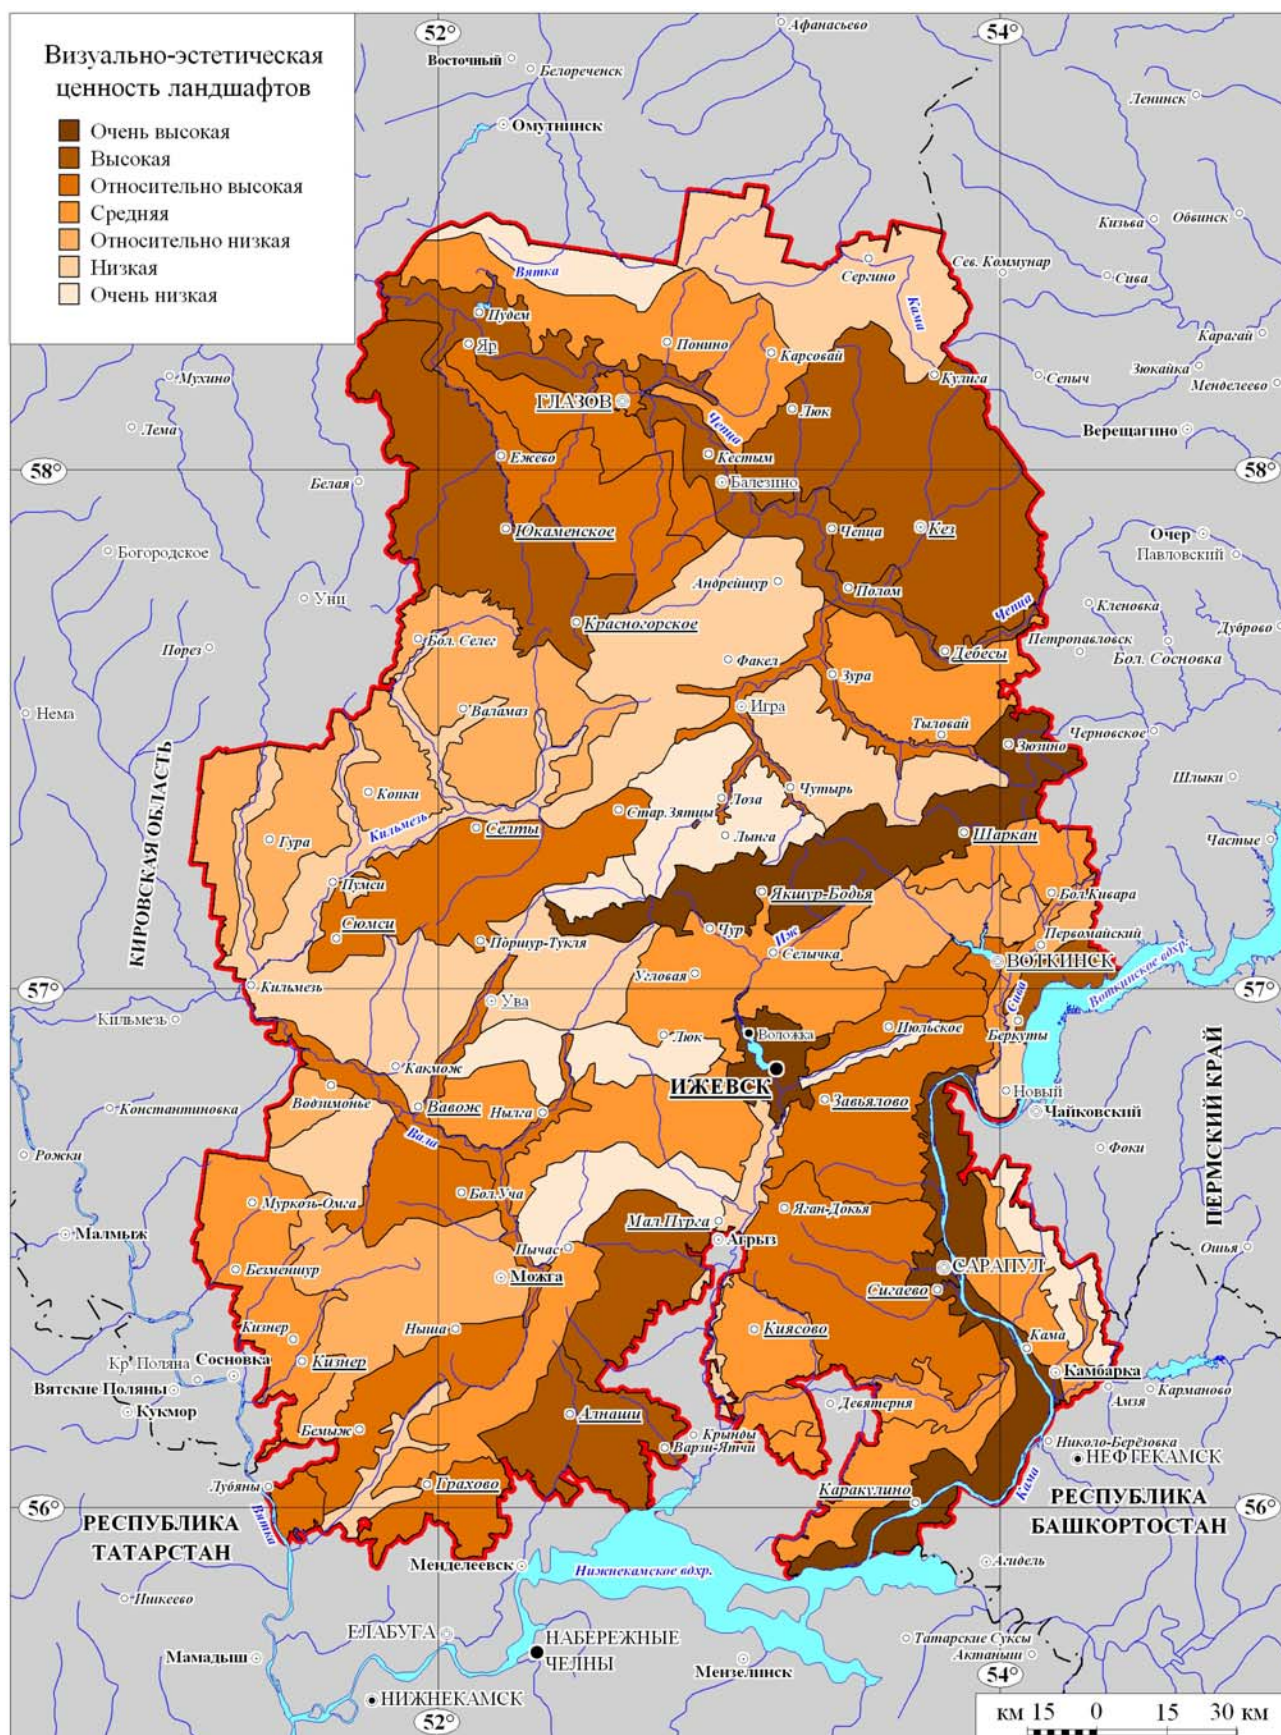 Визуально-эстетическая
ценность ландшафтов
Очень высокая
Высокая
Относительно высокая
Средняя
Относительно низкая
Низкая
Очень низкая
52°
54°
Афанасьево
Восточный
Белореченск
Ленинск
Омутнинск
Кизьва
Обвинск
Сергино
Сев. Коммунар
Сива
Вятка
Кама
Пудем
Карагай
Яр
Понино
Карсовай
Зюкайка
Мухино
Кулига
Сепыч
Менделеево
ГЛАЗОВ
Люк
Чепца
Лема
Верещагино
Ежево
Кестым
58°
58°
Белая
Балезино
Юкаменское
Чепца
Кез
Очер
Богородское
Павловский
Андрейшур
Полом
Уни
Чепца
Кленовка
Красногорское
Дуброво
Бол. Селег
Петропавловск
Порез
Факел
Дебесы
Бол. Сосновка
Зура
Нема
Валамаз
Игра
Тыловай
Черновское
Зюзино
КИРОВСКАЯ ОБЛАСТЬ
Шлыки
Копки
Лоза
Чутырь
Стар.Зятцы
Кильмезь
Селты
Лынга
Шаркан
Гура
Частые
Пумси
Якшур-Бодья
Бол.Кивара
Сюмси
Чур
Иж
Первомайский
Поршур-Тукля
Селычка
ВОТКИНСК
Угловая
Воткинское вдхр.
57°
57°
Кильмезь
Ува
Сива
Кильмезь
Июльское
Беркуты
Люк
Воложка
Какмож
ИЖЕВСК
ПЕРМСКИЙ КРАЙ
Новый
Водзимонье
Вавож
Нылга
Завьялово
Чайковский
Константиновка
Вала
Фоки
Рожки
Бол.Уча
Муркозь-Омга
Яган-Докья
Мал.Пурга
Малмыж
Агрыз
Ошья
Пычас
Безменшур
Можга
САРАПУЛ
Сигаево
Кизнер
Ныша
Киясово
Кама
Кр. Поляна
Сосновка
Кизнер
Камбарка
Вятские Поляны
Амзя
Карманово
Кукмор
Девятерня
Бемыж
Алнаши
Крынды
Варзи-Ятчи
Николо-Берёзовка
НЕФТЕКАМСК
Лубяны
Грахово
Каракулино
Кама
56°
56°
Вятка
РЕСПУБЛИКА
ТАТАРСТАН
РЕСПУБЛИКА
БАШКОРТОСТАН
Менделеевск
Нижнекамское вдхр.
Агидель
Ишкеево
ЕЛАБУГА
НАБЕРЕЖНЫЕ
ЧЕЛНЫ
Татарские Суксы
Актаныш
Мамадыш
Мензелинск
НИЖНЕКАМСК
52°
54°
км 15 0 15 30 км